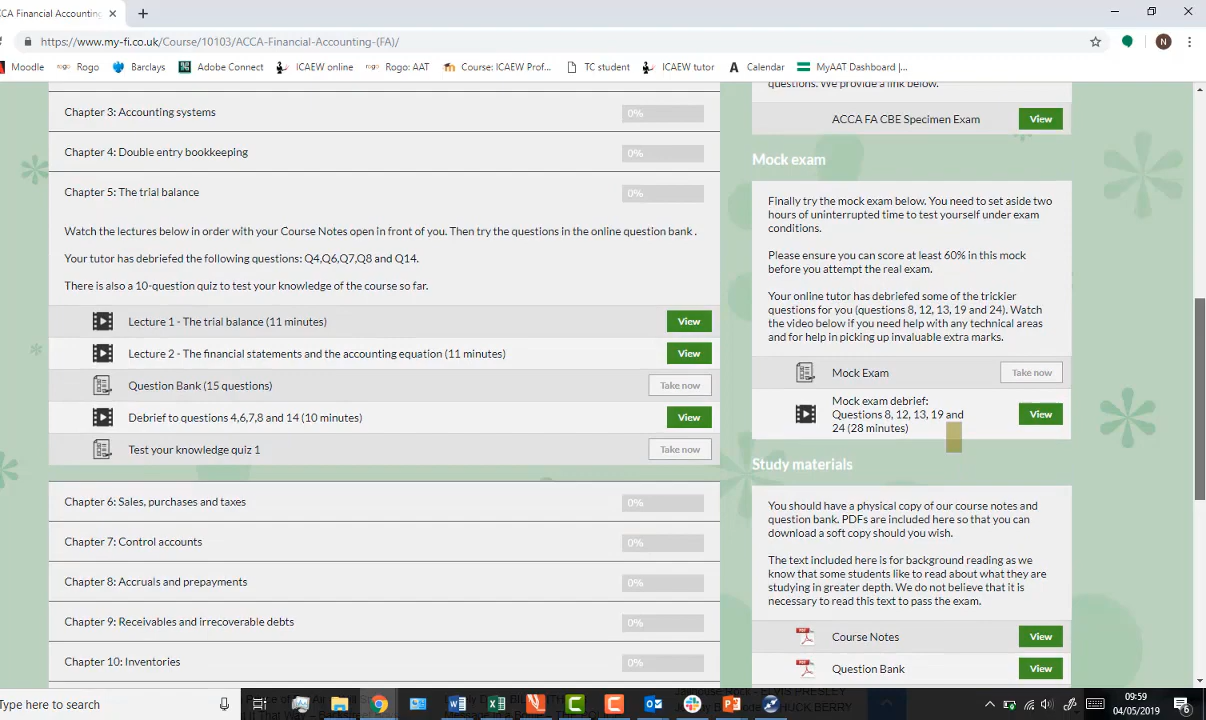 ACCA Financial Accounting
https://www.my-fi.co.uk/Course/10103/ACCA-Financial-Accounting-(FA)/
N
Moodle Rogo Barclays Adobe Connect ICAEW online Rogo: AAT Course: ICAEW Prof... TC student ICAEW tutor Calendar MyAAT Dashboard |...
Chapter 3: Accounting systems 0%
Chapter 4: Double entry bookkeeping 0%
Chapter 5: The trial balance 0%
Watch the lectures below in order with your Course Notes open in front of you. Then try the questions in the online question bank .
Your tutor has debriefed the following questions: Q4,Q6,Q7,Q8 and Q14.
There is also a 10-question quiz to test your knowledge of the course so far.
Lecture 1 - The trial balance (11 minutes) View
Lecture 2 - The financial statements and the accounting equation (11 minutes) View
Question Bank (15 questions) Take now
Debrief to questions 4,6,7,8 and 14 (10 minutes) View
Test your knowledge quiz 1 Take now
Chapter 6: Sales, purchases and taxes 0%
Chapter 7: Control accounts 0%
Chapter 8: Accruals and prepayments 0%
Chapter 9: Receivables and irrecoverable debts 0%
Chapter 10: Inventories 0%
questions. We provide a link below.
ACCA FA CBE Specimen Exam View
Mock exam
Finally try the mock exam below. You need to set aside two
hours of uninterrupted time to test yourself under exam
conditions.
Please ensure you can score at least 60% in this mock
before you attempt the real exam.
Your online tutor has debriefed some of the trickier
questions for you (questions 8, 12, 13, 19 and 24). Watch
the video below if you need help with any technical areas
and for help in picking up invaluable extra marks.
Mock Exam Take now
Mock exam debrief:
Questions 8, 12, 13, 19 and
24 (28 minutes) View
Study materials
You should have a physical copy of our course notes and
question bank. PDFs are included here so that you can
download a soft copy should you wish.
The text included here is for background reading as we
know that some students like to read about what they are
studying in greater depth. We do not believe that it is
necessary to read this text to pass the exam.
Course Notes View
Question Bank View
Type here to search
09:59
04/05/2019
6